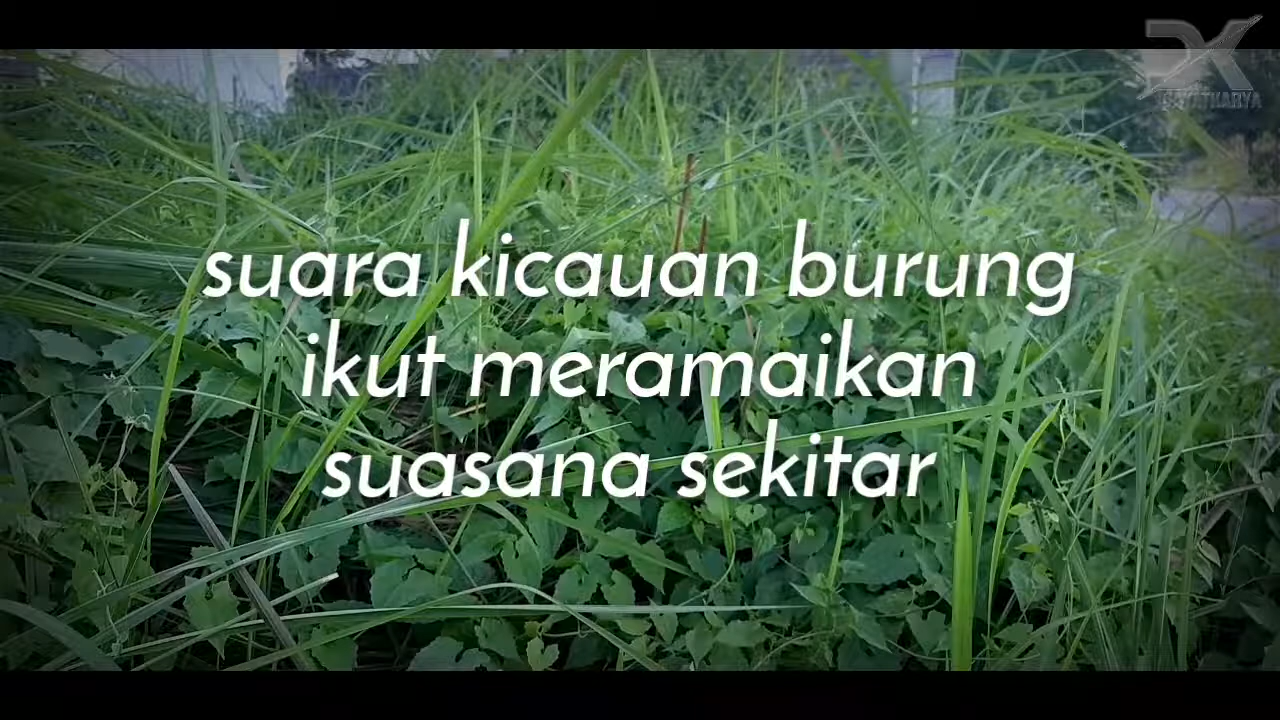 suara kicauan burung
ikut meramaikan
suasana sekitar